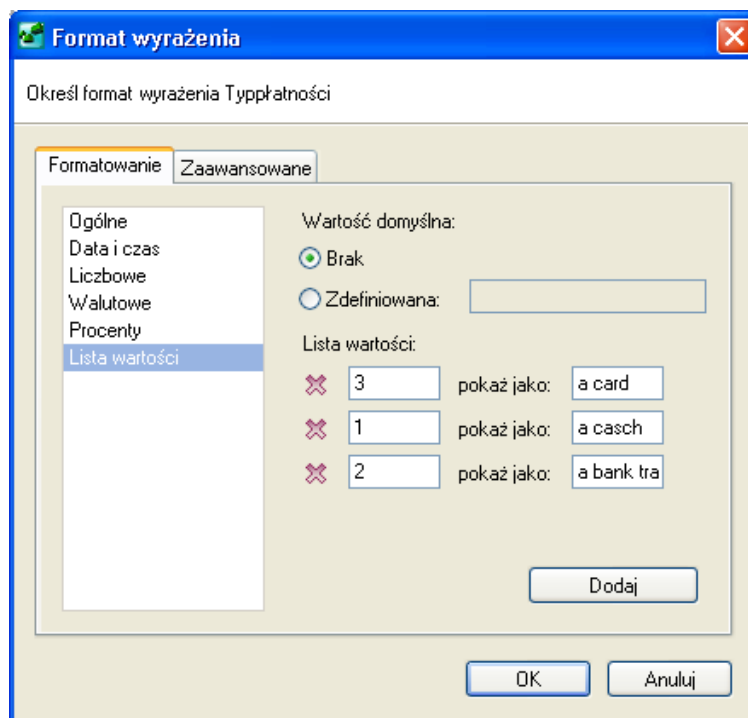 Format wyrażenia
Określ format wyrażenia Typpłatności
Formatowanie Zaawansowane
Ogólne
Data i czas
Liczbowe
Walutowe
Procenty
Lista wartości
Wartość domyślna:
Brak
Zdefiniowana:
Lista wartości:
3 pokaż jako: a card
1 pokaż jako: a casch
2 pokaż jako: a bank tra
Dodaj
OK Anuluj